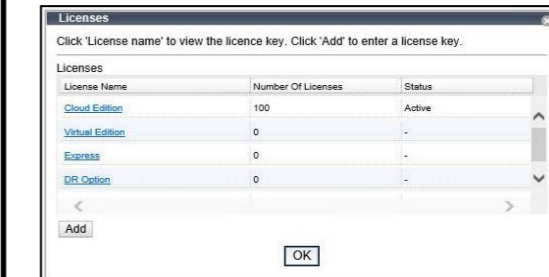 Licenses
Click 'License name' to view the licence key. Click 'Add' to enter a license key.
Licenses
License Name Number Of Licenses Status
Cloud Edition 100 Active
Virtual Edition 0 -
Express 0 -
DR Option 0 -
Add
OK